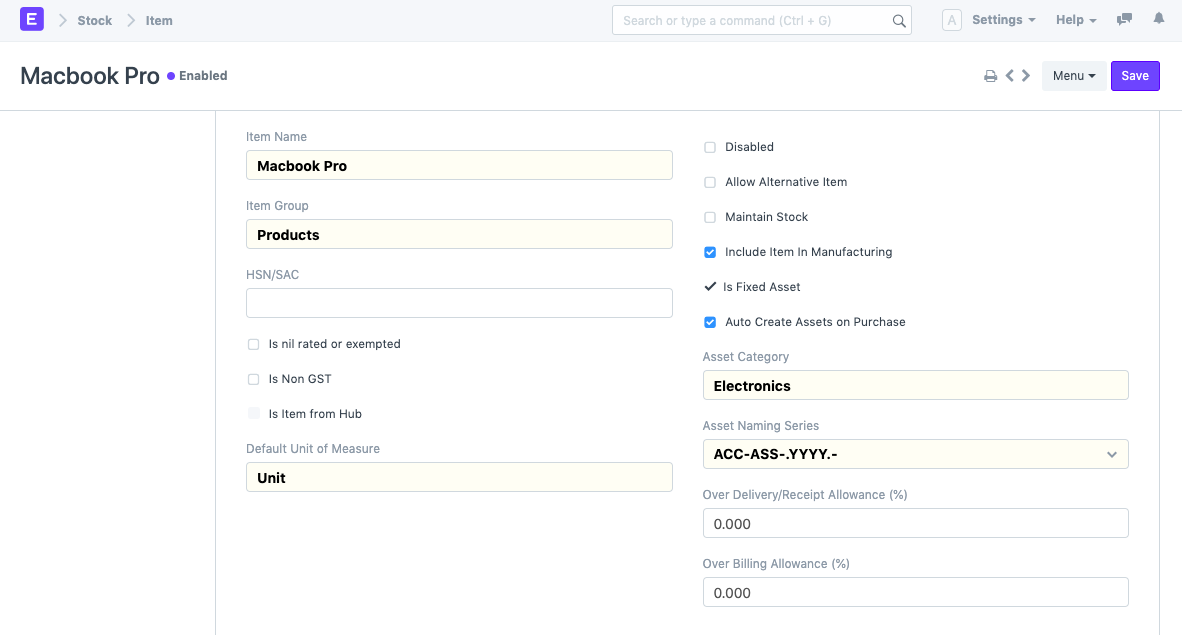 E Stock Item Search or type a command (Ctrl + G) A Settings Help
Macbook Pro Enabled Menu Save
Item Name
Macbook Pro
Item Group
Products
HSN/SAC
Is nil rated or exempted
Is Non GST
Is Item from Hub
Default Unit of Measure
Unit
Disabled
Allow Alternative Item
Maintain Stock
Include Item In Manufacturing
Is Fixed Asset
Auto Create Assets on Purchase
Asset Category
Electronics
Asset Naming Series
ACC-ASS-.YYYY.-
Over Delivery/Receipt Allowance (%)
0.000
Over Billing Allowance (%)
0.000